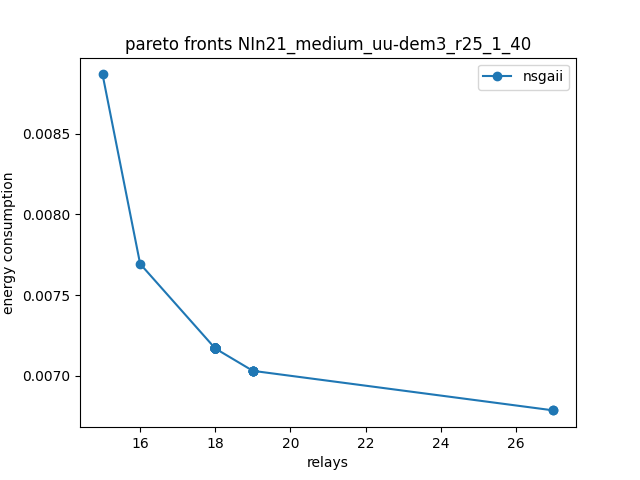 pareto fronts NIn21_medium_uu-dem3_r25_1_40
nsgaii
0.0085
0.0080
0.0075
0.0070
energy consumption
16 18 20 22 24 26
relays